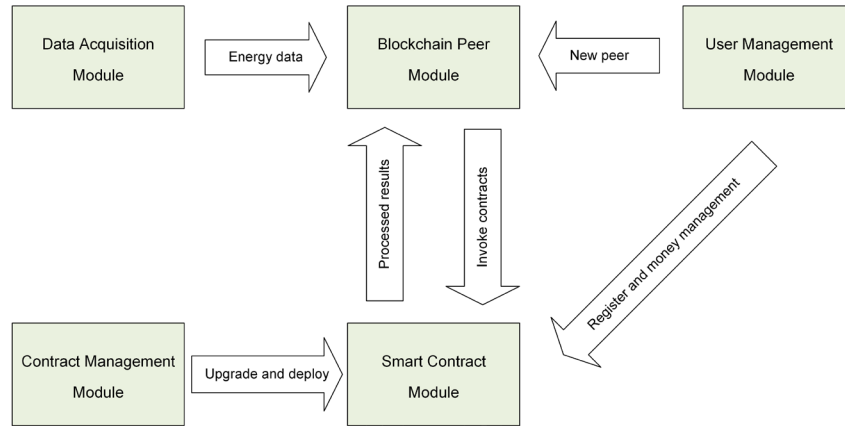 Data Acquisition
Module
Energy data
Blockchain Peer
Module
New peer
User Management
Module
Processed results
Invoke contracts
Register and money management
Contract Management
Module
Upgrade and deploy
Smart Contract
Module